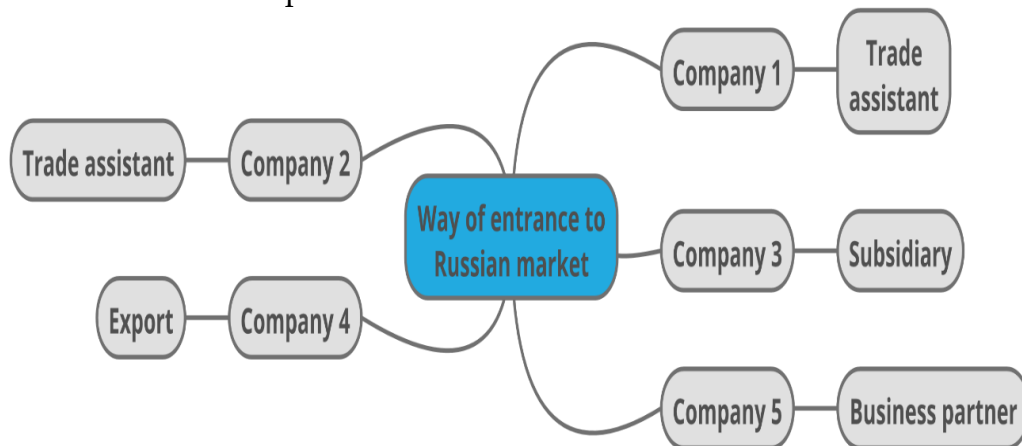 Company 1
Trade
assistant
Trade assistant
Company 2
Way of entrance to
Russian market
Company 3
Subsidiary
Export
Company 4
Company 5
Business partner